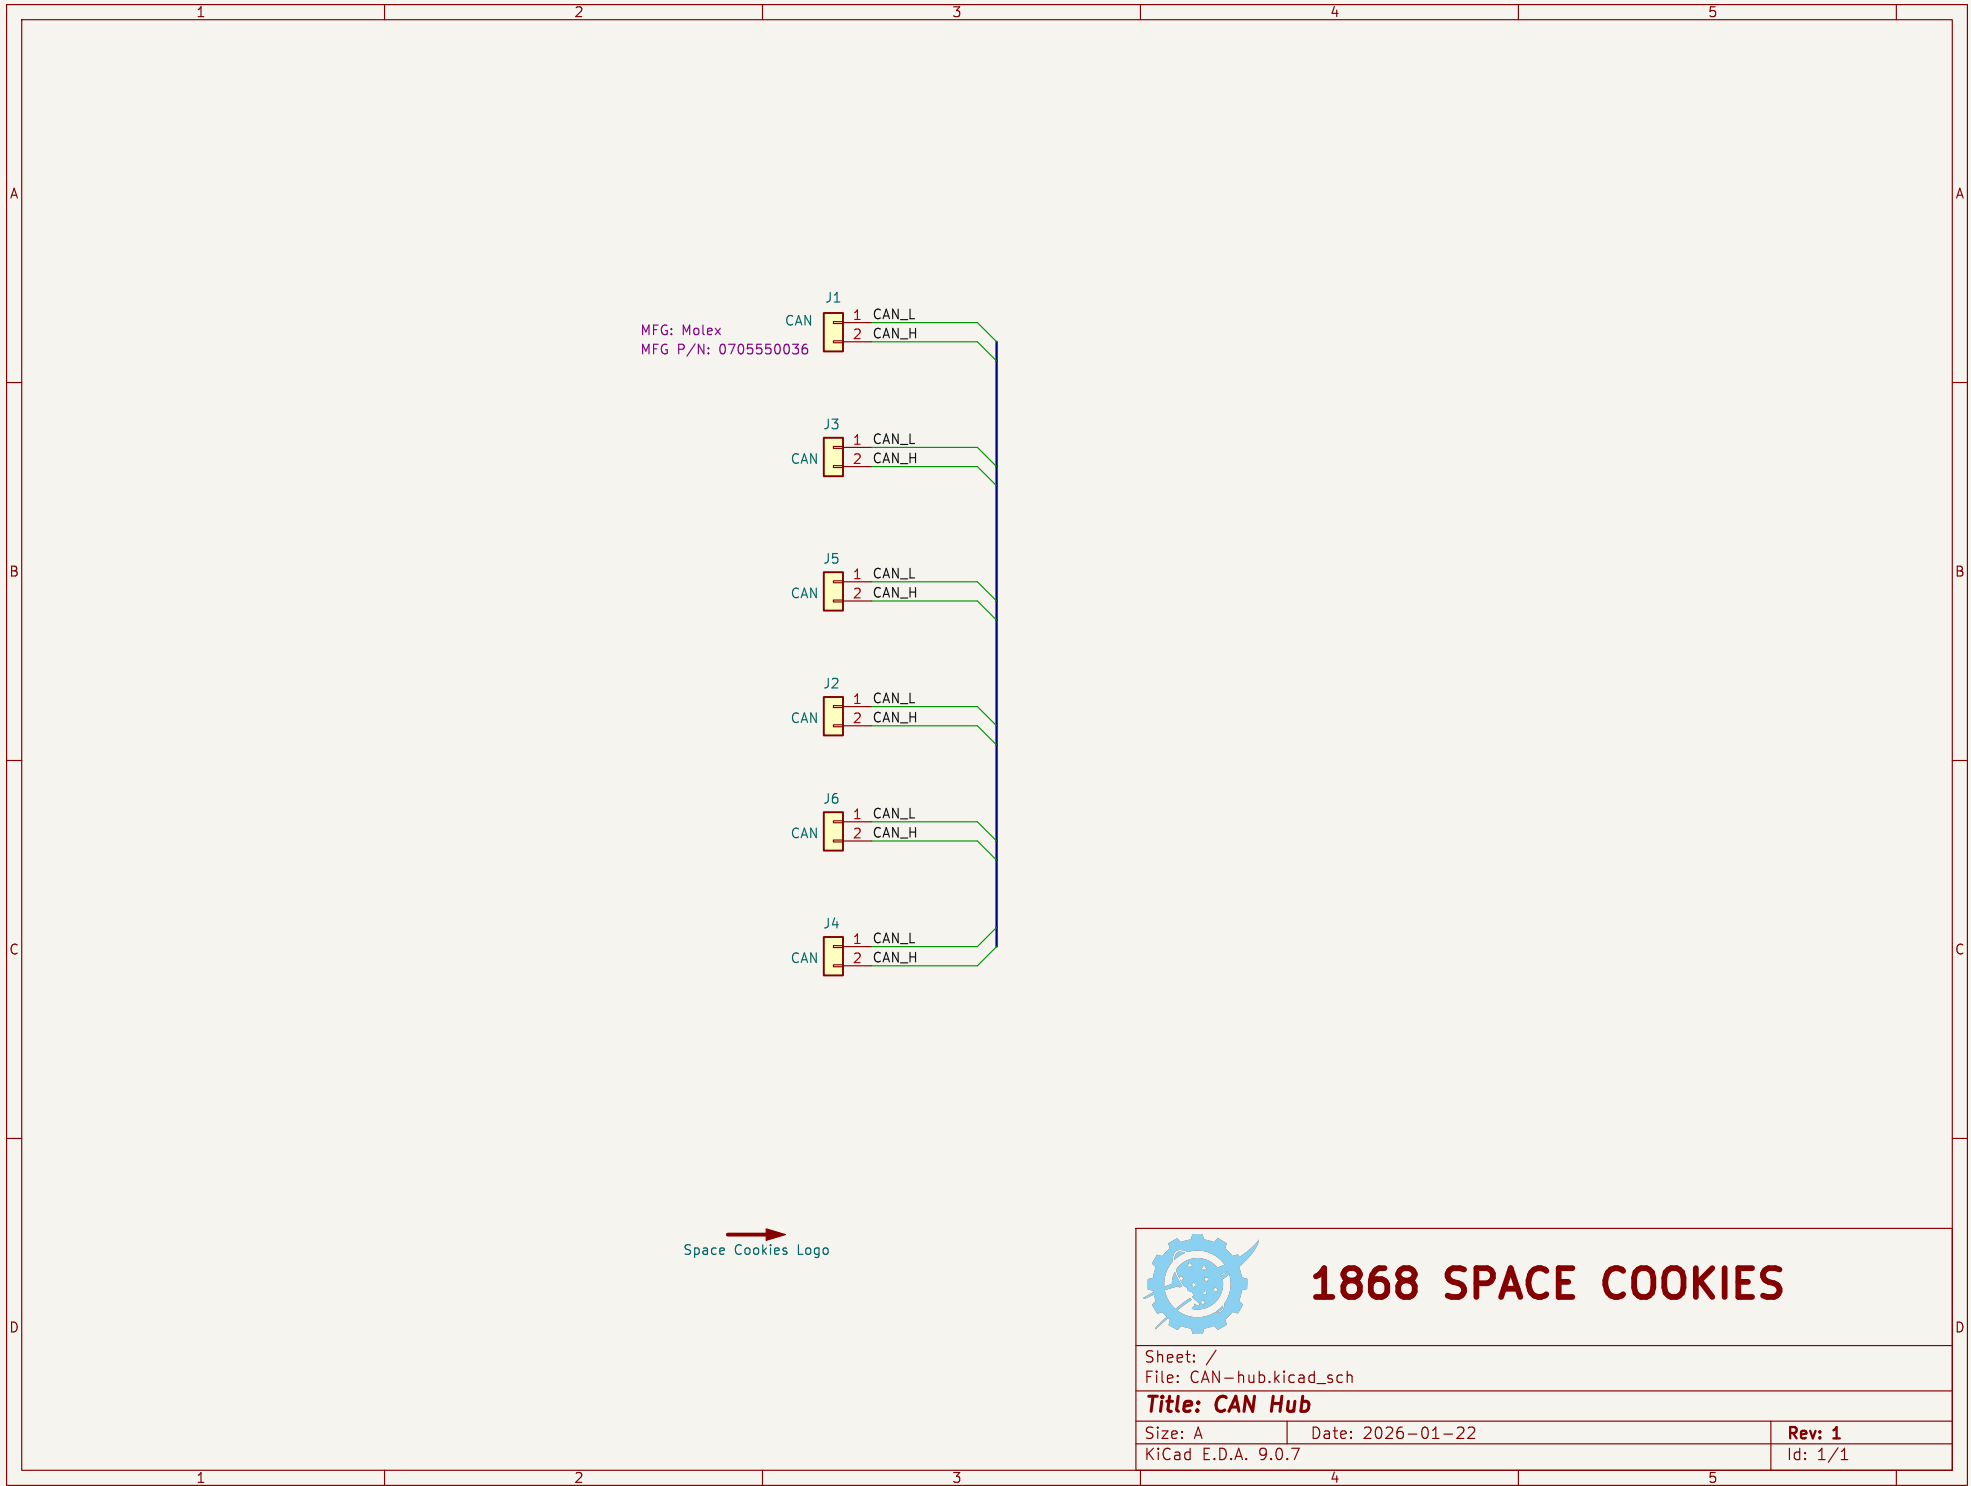 1 2 3 4 5
A A
J1
CAN 1 CAN_L
MFG: Molex
2 CAN_H
MFG P/N: 0705550036
J3
1 CAN_L
CAN 2 CAN_H
J5
B B
1 CAN_L
CAN 2 CAN_H
J2
1 CAN_L
CAN 2 CAN_H
J6
1 CAN_L
CAN 2 CAN_H
J4
1 CAN_L
C C
CAN 2 CAN_H
Space Cookies Logo
1868 SPACE COOKIES
D D
Sheet: /
File: CAN-hub.kicad_sch
Title: CAN Hub
Size: A Date: 2026-01-22 Rev: 1
KiCad E.D.A. 9.0.7 Id: 1/1
1 2 3 4 5